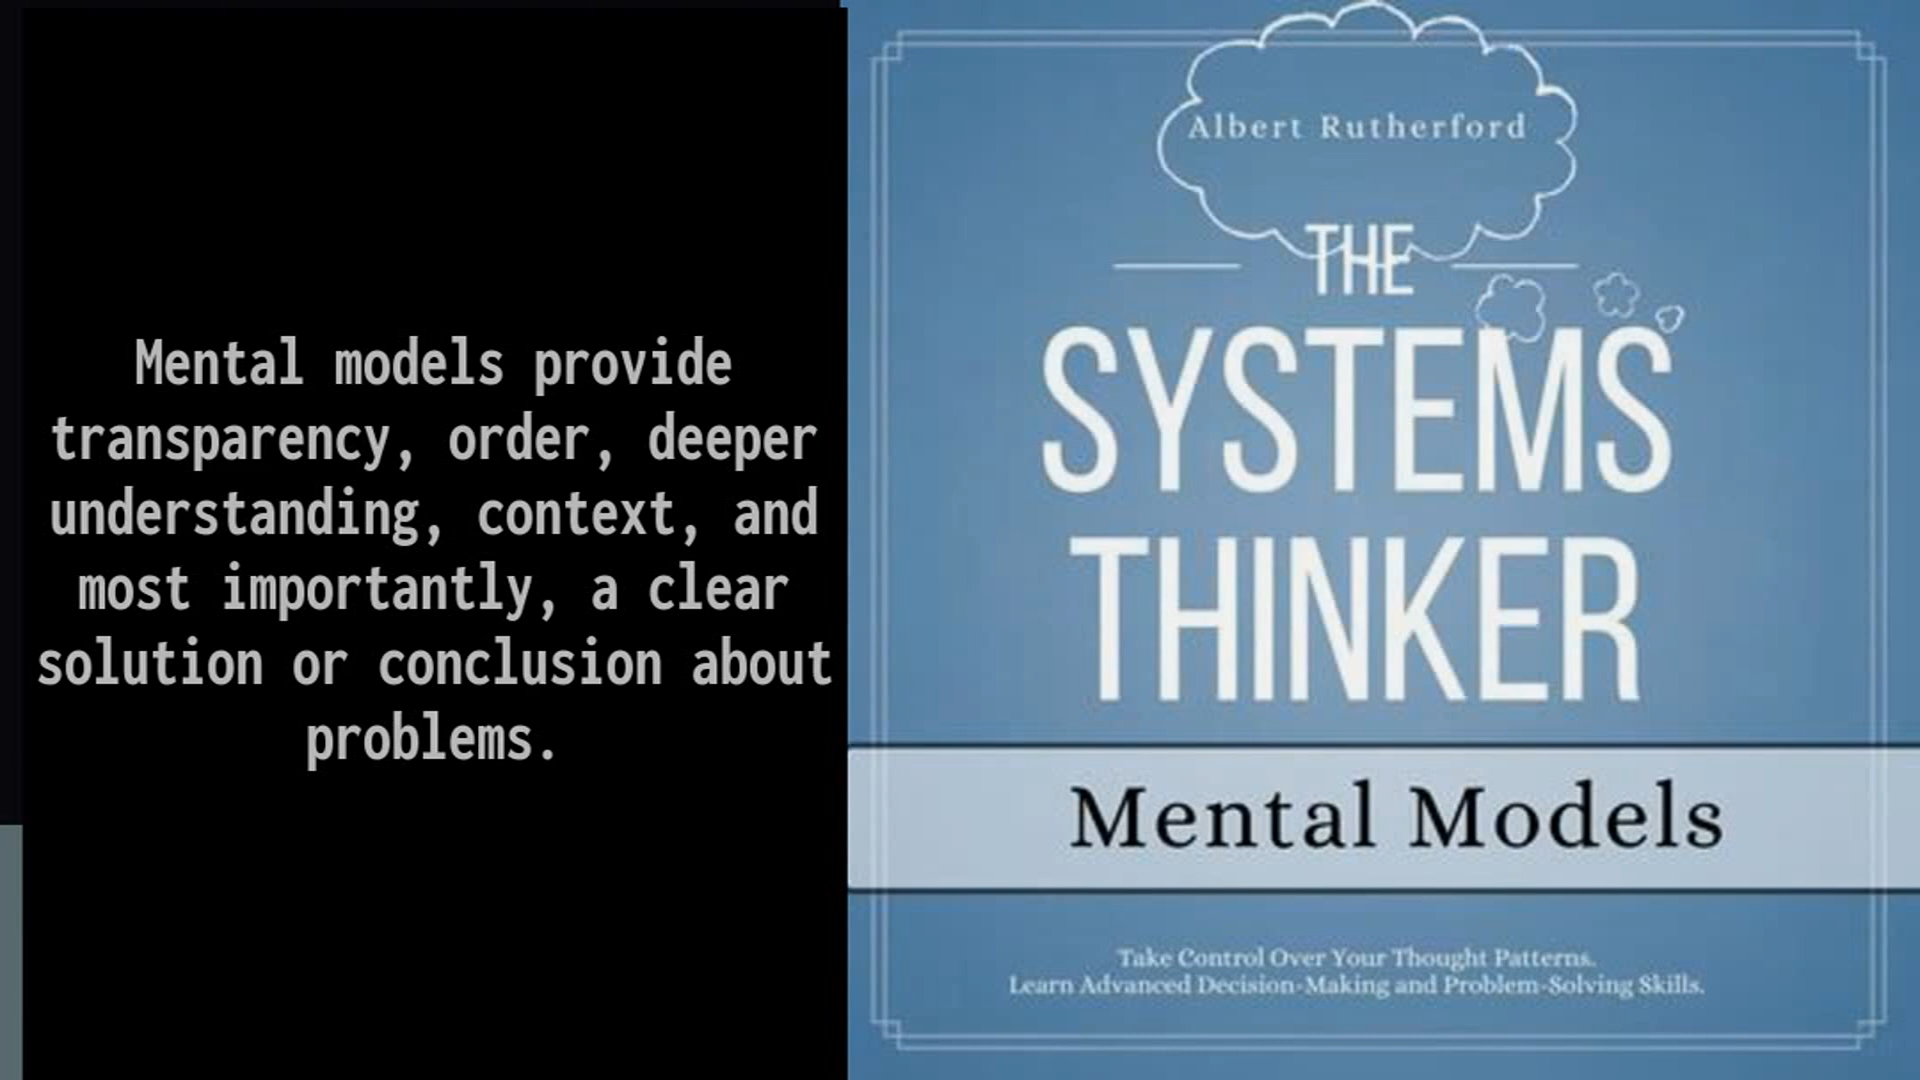 Mental models provide
transparency, order, deeper
understanding, context, and
most importantly, a clear
solution or conclusion about
problems.
Albert Rutherford
THE
SYSTEMS
THINKER
Mental Models
Take Control Over Your Thought Patterns.
Learn Advanced Decision-Making and Problem-Solving Skills.